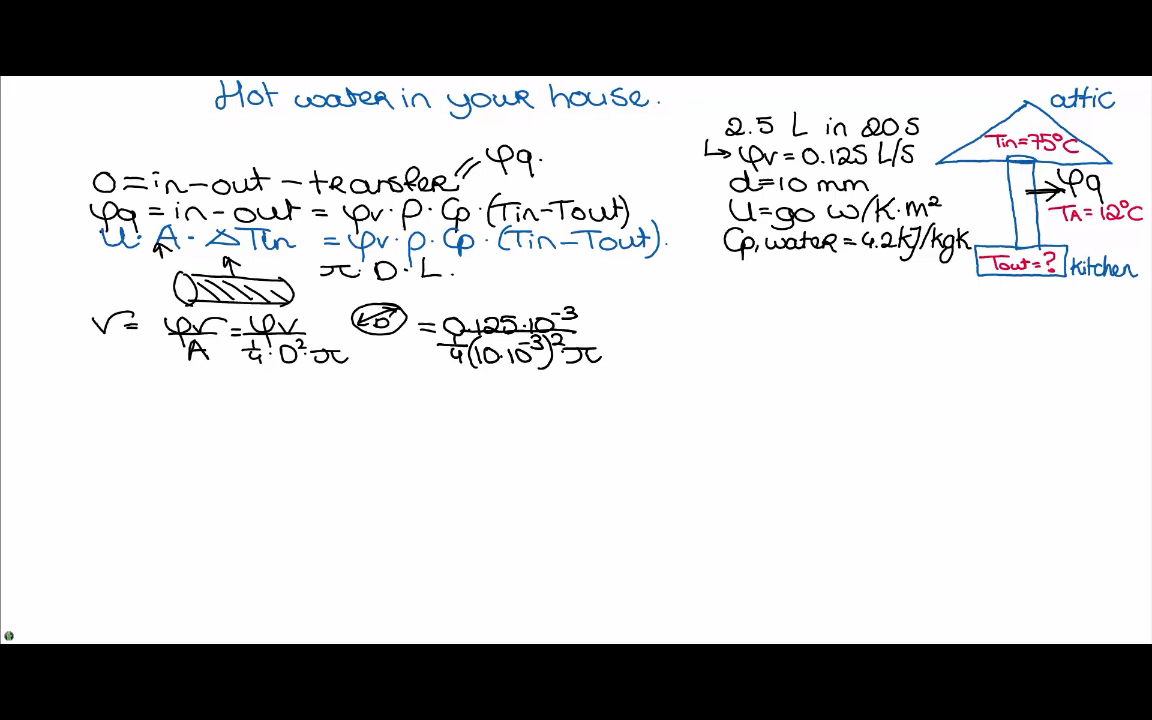 Hot water in your house.
0 = in - out - transfer // φq.
φq = in - out = φv · ρ · Cp · (Tin - Tout)
U · A · ΔTin = φv · ρ · Cp · (Tin - Tout).
π · D · L.
v = φv/A = φv/(1/4 · D² · π) D = 0.125 · 10⁻³/(1/4 (10 · 10⁻³)² π)
2.5 L in 20 s
↳ φv = 0.125 L/s
d = 10 mm
U = 90 W/K·m²
Cp, water = 4.2 kJ/kgK
attic
Tin = 75°C
φq
TA = 12°C
Tout = ?
kitchen